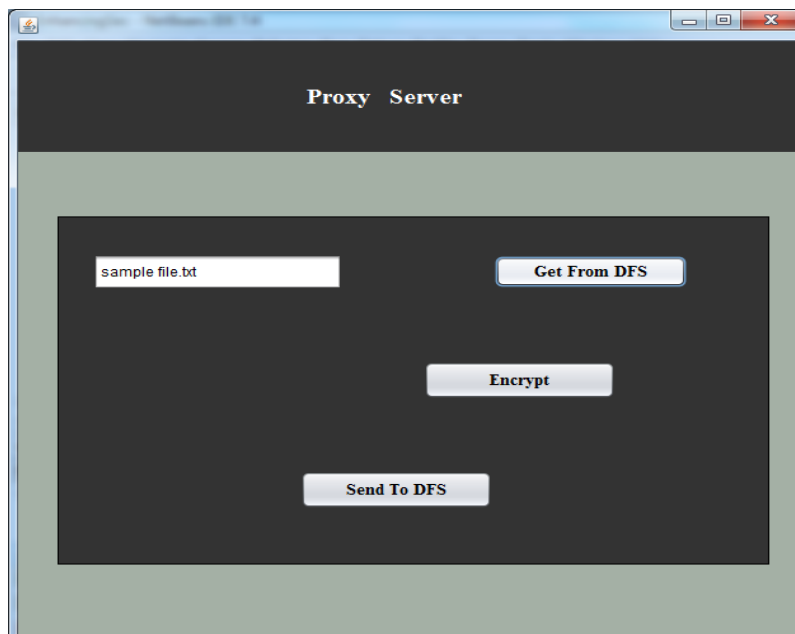 Proxy Server
sample file.txt
Get From DFS
Encrypt
Send To DFS